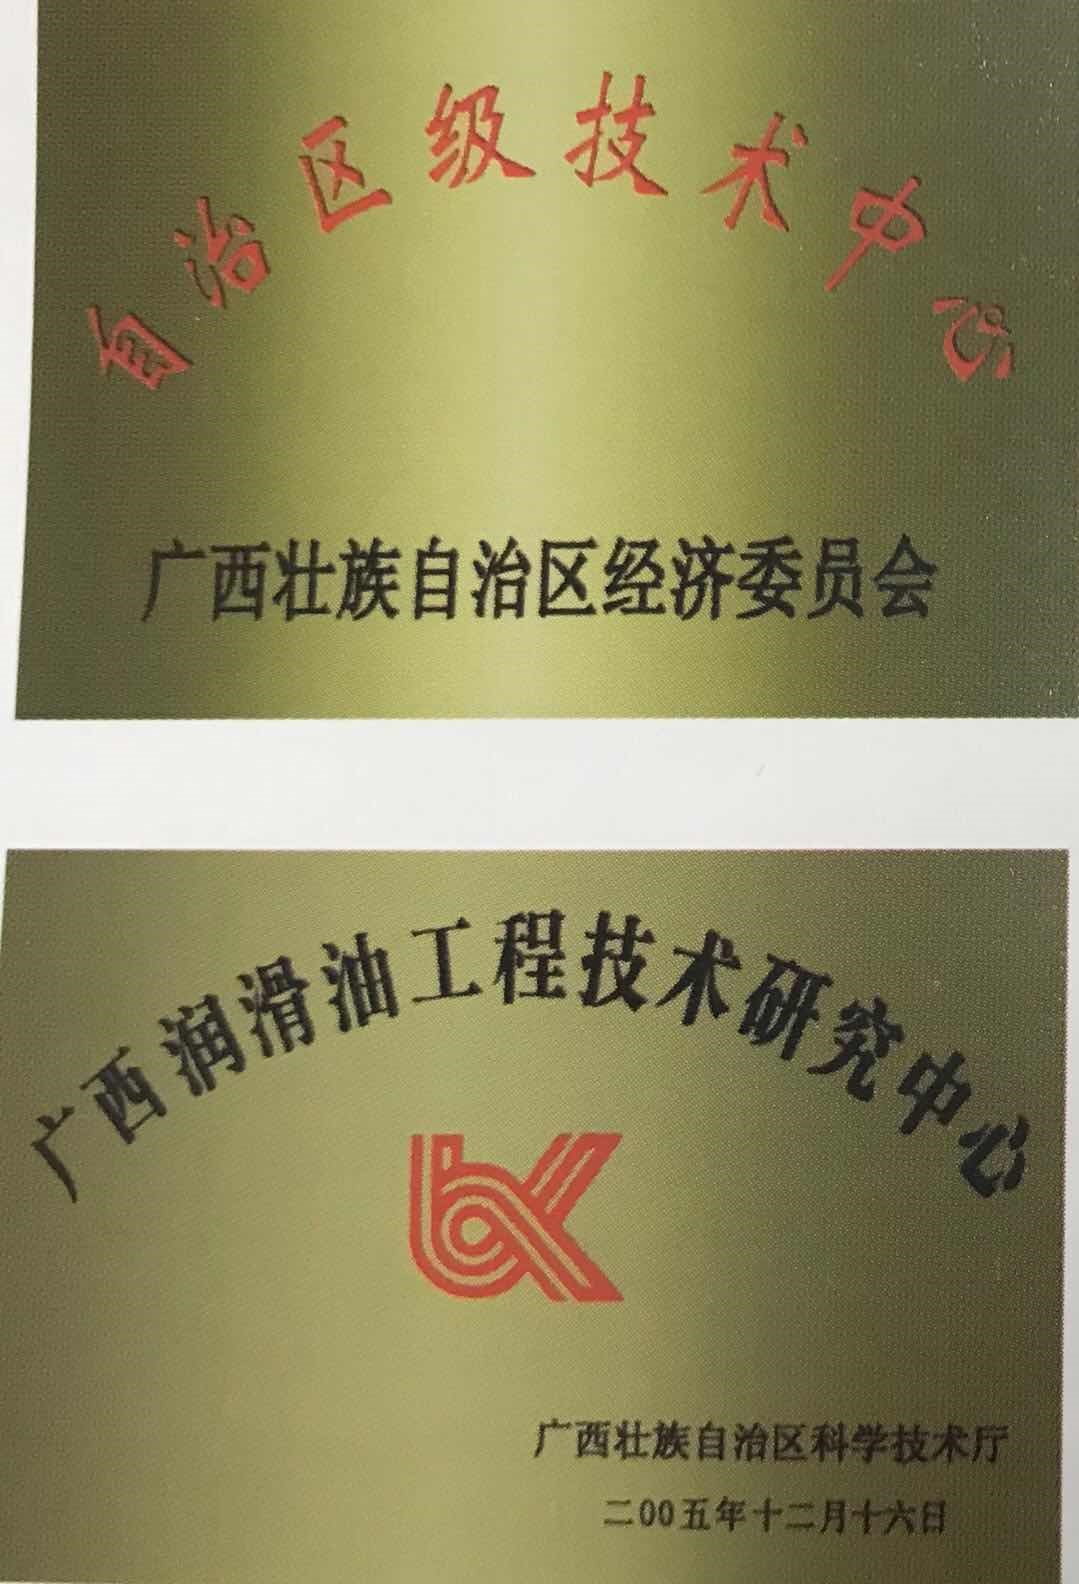 自治区级技术中心
广西壮族自治区经济委员会
广西润滑油工程技术研究中心
广西壮族自治区科学技术厅
二00五年十二月十六日